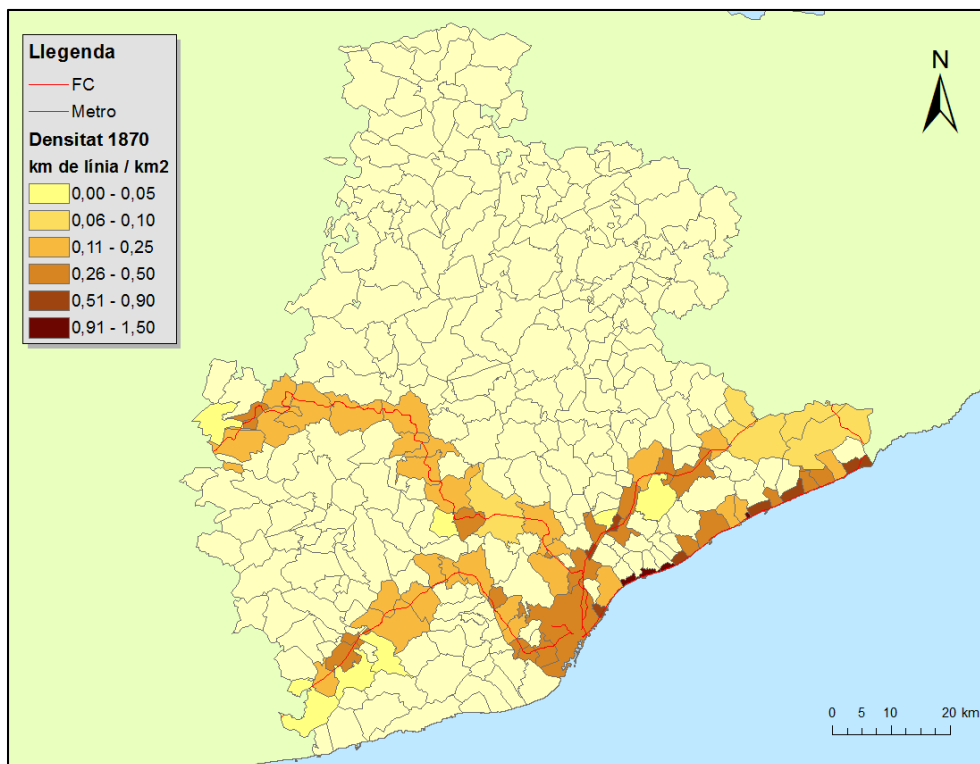 Llegenda
FC
Metro
Densitat 1870
km de línia / km2
0,00 - 0,05
0,06 - 0,10
0,11 - 0,25
0,26 - 0,50
0,51 - 0,90
0,91 - 1,50
N
0 5 10 20 km